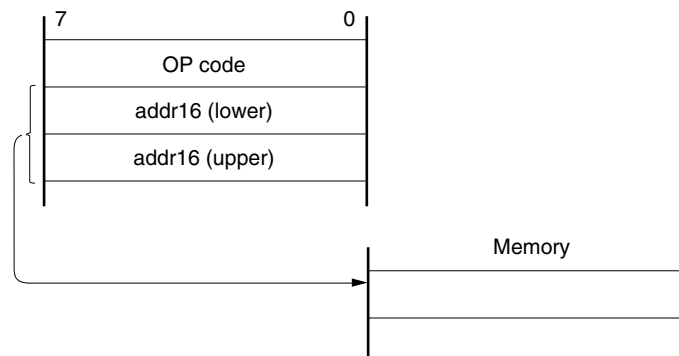 7 0
OP code
addr16 (lower)
addr16 (upper)
Memory